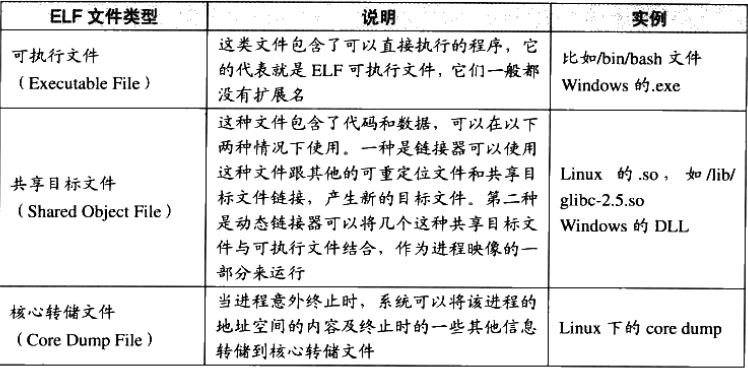 ELF 文件类型 说明 实例
可执行文件
（Executable File）
这类文件包含了可以直接执行的程序，它
的代表就是 ELF 可执行文件，它们一般都
没有扩展名
比如/bin/bash 文件
Windows 的.exe
共享目标文件
（Shared Object File）
这种文件包含了代码和数据，可以在以下
两种情况下使用。一种是链接器可以使用
这种文件跟其他的可重定位文件和共享目
标文件链接，产生新的目标文件。第二种
是动态链接器可以将几个这种共享目标文
件与可执行文件结合，作为进程映像的一
部分来运行
Linux 的 .so，如 /lib/
glibc-2.5.so
Windows 的 DLL
核心转储文件
（Core Dump File）
当进程意外终止时，系统可以将该进程的
地址空间的内容及终止时的一些其他信息
转储到核心转储文件
Linux 下的 core dump